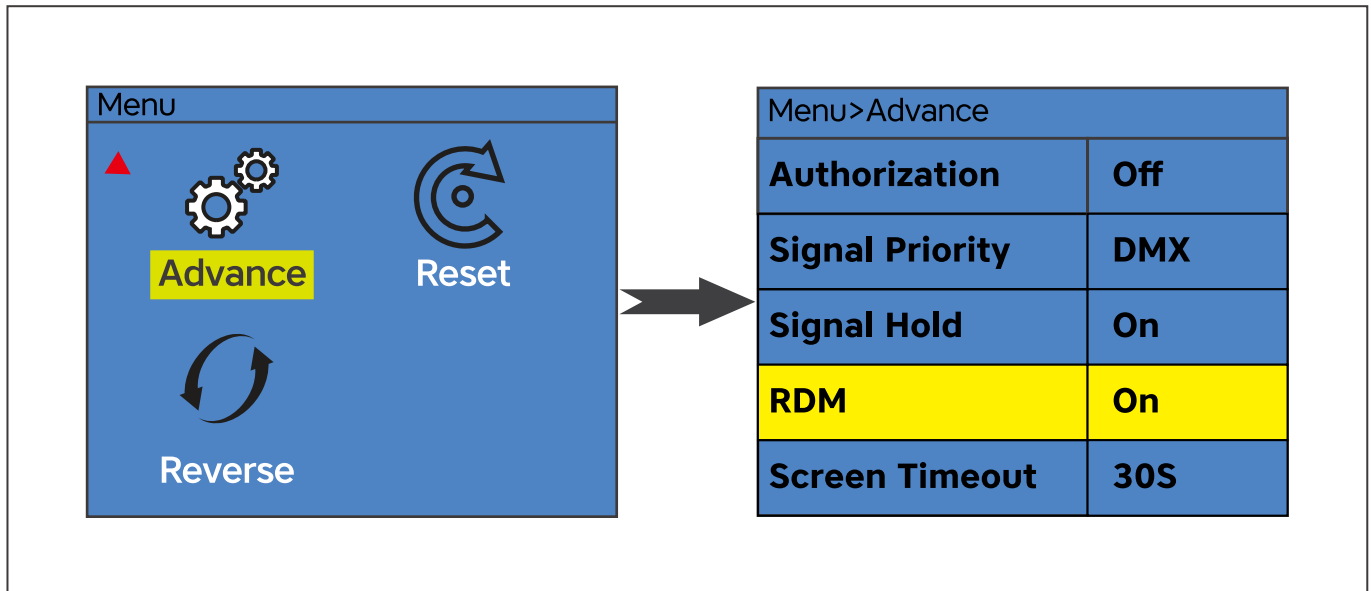 Menu
Advance
Reset
Reverse
Menu>Advance
Authorization Off
Signal Priority DMX
Signal Hold On
RDM On
Screen Timeout 30S